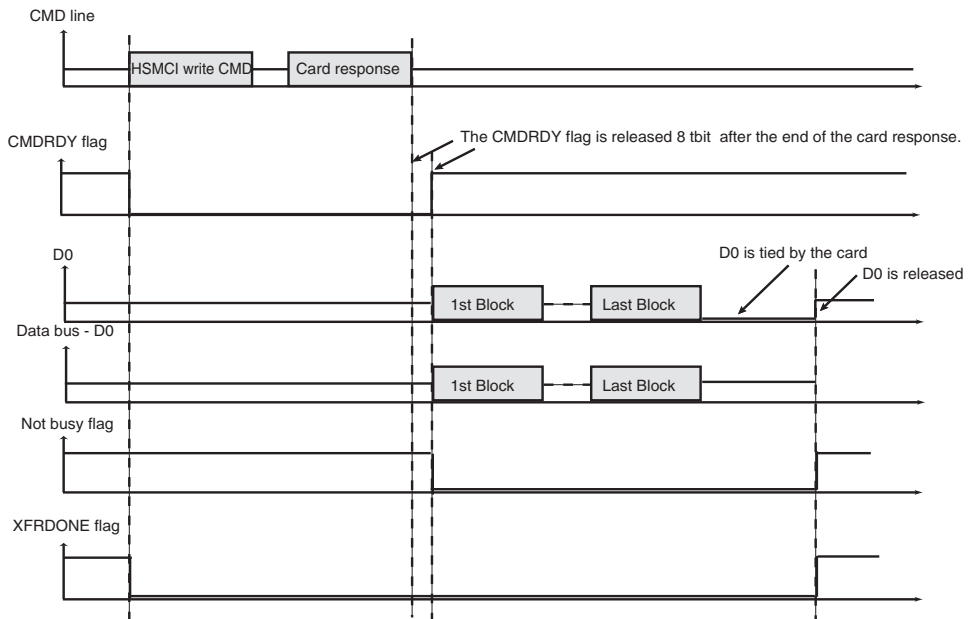 CMD line
HSMCI write CMD
Card response
The CMDRDY flag is released 8 tbit after the end of the card response.
CMDRDY flag
D0
D0 is tied by the card
D0 is released
1st Block
Last Block
Data bus - D0
1st Block
Last Block
Not busy flag
XFRDONE flag